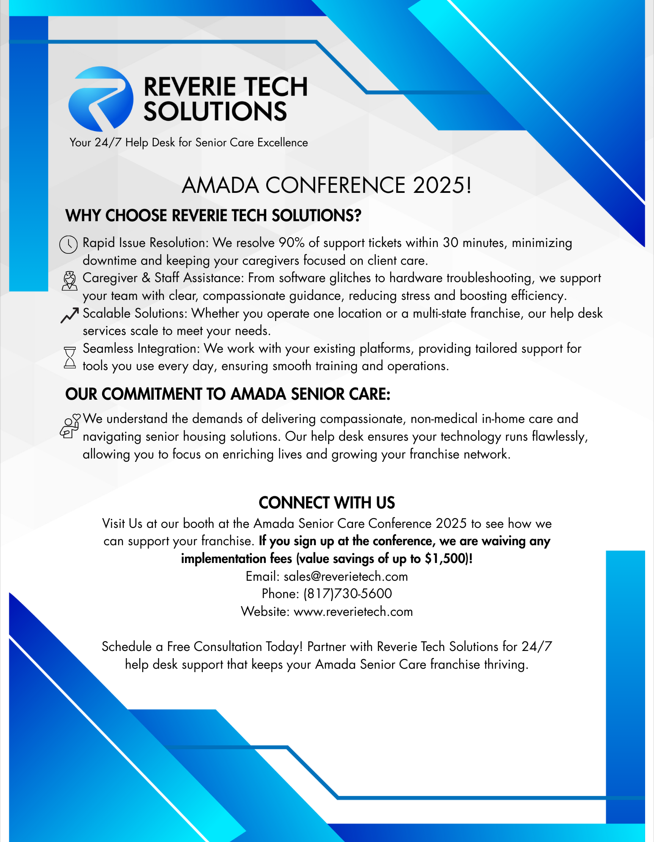 REVERIE TECH
SOLUTIONS
Your 24/7 Help Desk for Senior Care Excellence
AMADA CONFERENCE 2025!
WHY CHOOSE REVERIE TECH SOLUTIONS?
Rapid Issue Resolution: We resolve 90% of support tickets within 30 minutes, minimizing
downtime and keeping your caregivers focused on client care.
Caregiver & Staff Assistance: From software glitches to hardware troubleshooting, we support
your team with clear, compassionate guidance, reducing stress and boosting efficiency.
Scalable Solutions: Whether you operate one location or a multi-state franchise, our help desk
services scale to meet your needs.
Seamless Integration: We work with your existing platforms, providing tailored support for
tools you use every day, ensuring smooth training and operations.
OUR COMMITMENT TO AMADA SENIOR CARE:
We understand the demands of delivering compassionate, non-medical in-home care and
navigating senior housing solutions. Our help desk ensures your technology runs flawlessly,
allowing you to focus on enriching lives and growing your franchise network.
CONNECT WITH US
Visit Us at our booth at the Amada Senior Care Conference 2025 to see how we
can support your franchise. If you sign up at the conference, we are waiving any
implementation fees (value savings of up to $1,500)!
Email: sales@reverietech.com
Phone: (817)730-5600
Website: www.reverietech.com
Schedule a Free Consultation Today! Partner with Reverie Tech Solutions for 24/7
help desk support that keeps your Amada Senior Care franchise thriving.